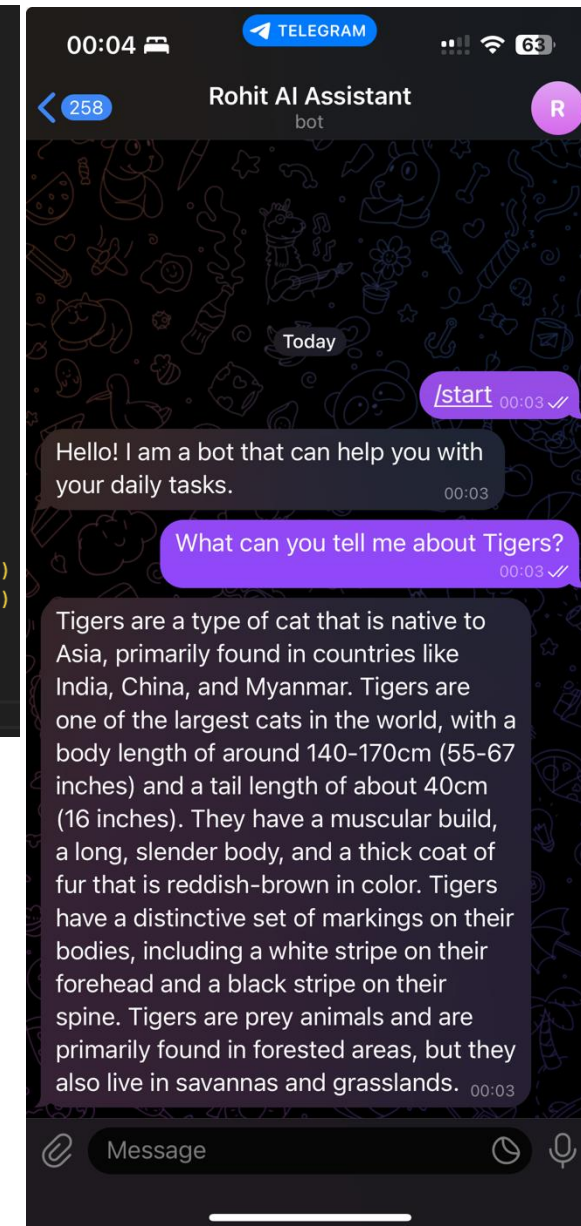 00:04
TELEGRAM
63
258
Rohit AI Assistant
bot
R
Today
/start 00:03
Hello! I am a bot that can help you with
your daily tasks.
00:03
What can you tell me about Tigers?
00:03
)
)
Tigers are a type of cat that is native to
Asia, primarily found in countries like
India, China, and Myanmar. Tigers are
one of the largest cats in the world, with a
body length of around 140-170cm (55-67
inches) and a tail length of about 40cm
(16 inches). They have a muscular build,
a long, slender body, and a thick coat of
fur that is reddish-brown in color. Tigers
have a distinctive set of markings on their
bodies, including a white stripe on their
forehead and a black stripe on their
spine. Tigers are prey animals and are
primarily found in forested areas, but they
also live in savannas and grasslands. 00:03
Message